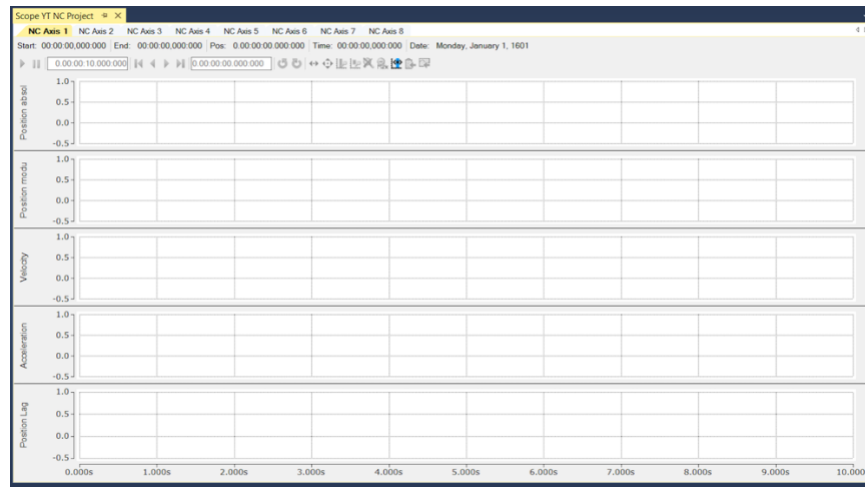 Scope YT NC Project
NC Axis 1 NC Axis 2 NC Axis 3 NC Axis 4 NC Axis 5 NC Axis 6 NC Axis 7 NC Axis 8
Start: 00:00:00,000:000 End: 00:00:00,000:000 Pos: 0.00:00:00.000:000 Time: 00:00:00,000:000 Date: Monday, January 1, 1601
0.00:00:10.000:000 0.00:00:00.000:000
Position absol
1.0
0.5
0.0
-0.5
Position modu
1.0
0.5
0.0
-0.5
Velocity
1.0
0.5
0.0
-0.5
Acceleration
1.0
0.5
0.0
-0.5
Position Lag
1.0
0.5
0.0
-0.5
0.000s 1.000s 2.000s 3.000s 4.000s 5.000s 6.000s 7.000s 8.000s 9.000s 10.000